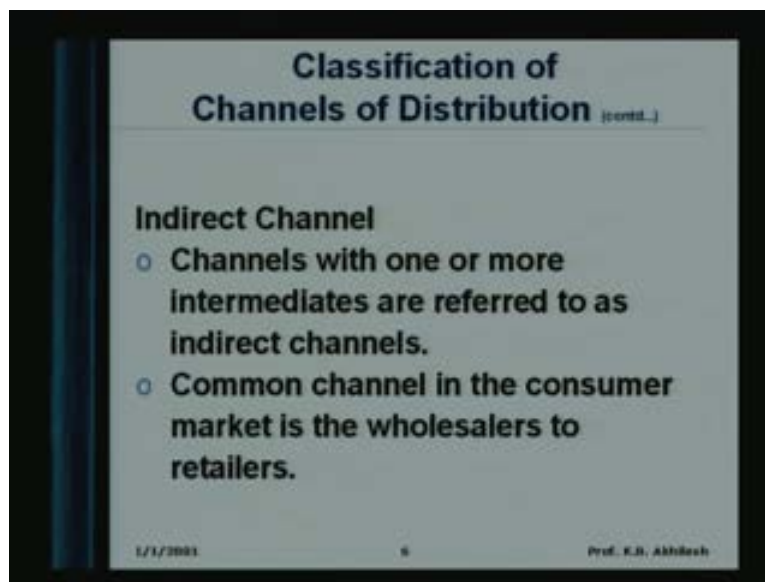 Classification of
Channels of Distribution (contd...)
Indirect Channel
o Channels with one or more
intermediates are referred to as
indirect channels.
o Common channel in the consumer
market is the wholesalers to
retailers.
1/1/2001 6 Prof. K.B. Akhilesh